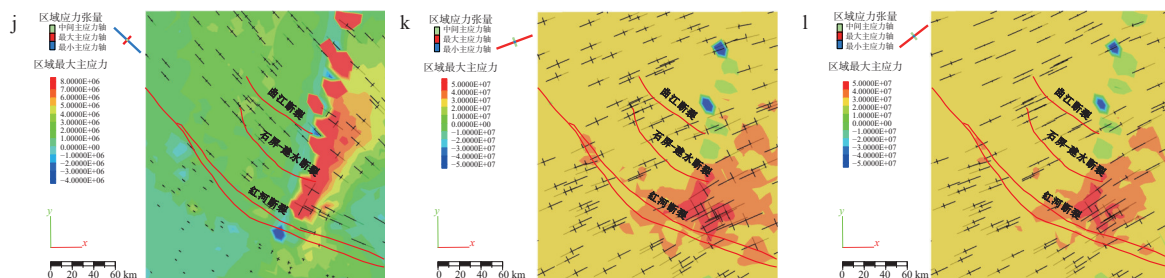 j
区域应力张量
中间主应力轴
最大主应力轴
最小主应力轴
区域最大主应力
8.0000E+06
7.0000E+06
6.0000E+06
5.0000E+06
4.0000E+06
3.0000E+06
2.0000E+06
1.0000E+06
0.0000E+00
−1.0000E+06
−2.0000E+06
−3.0000E+06
−4.0000E+06
曲江断裂
石屏-建水断裂
红河断裂
y
x
0 20 40 60 km
k
区域应力张量
中间主应力轴
最大主应力轴
最小主应力轴
区域最大主应力
5.0000E+07
4.0000E+07
3.0000E+07
2.0000E+07
1.0000E+07
0.0000E+00
−1.0000E+07
−2.0000E+07
−3.0000E+07
−4.0000E+07
−5.0000E+07
曲江断裂
石屏-建水断裂
红河断裂
y
x
0 20 40 60 km
l
区域应力张量
中间主应力轴
最大主应力轴
最小主应力轴
区域最大主应力
5.0000E+07
4.0000E+07
3.0000E+07
2.0000E+07
1.0000E+07
0.0000E+00
−1.0000E+07
−2.0000E+07
−3.0000E+07
−4.0000E+07
−5.0000E+07
曲江断裂
石屏-建水断裂
红河断裂
y
x
0 20 40 60 km